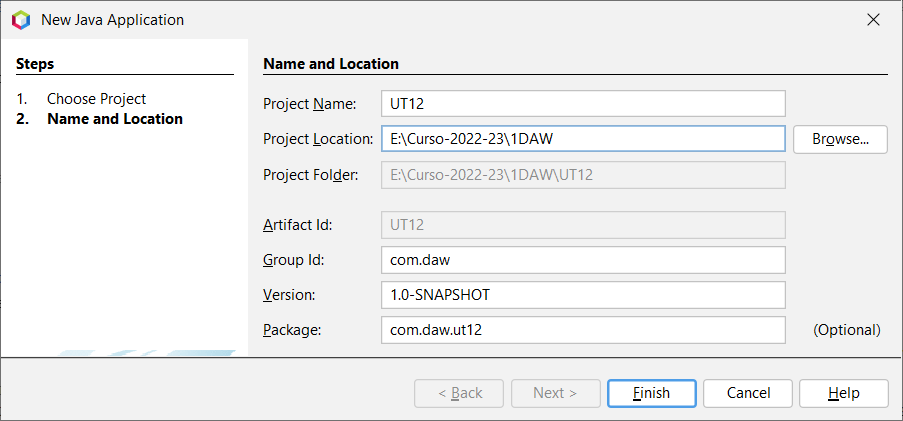 New Java Application
Steps
1. Choose Project
2. Name and Location
Name and Location
Project Name: UT12
Project Location: E:\Curso-2022-23\1DAW Browse...
Project Folder: E:\Curso-2022-23\1DAW\UT12
Artifact Id: UT12
Group Id: com.daw
Version: 1.0-SNAPSHOT
Package: com.daw.ut12 (Optional)
< Back Next > Finish Cancel Help